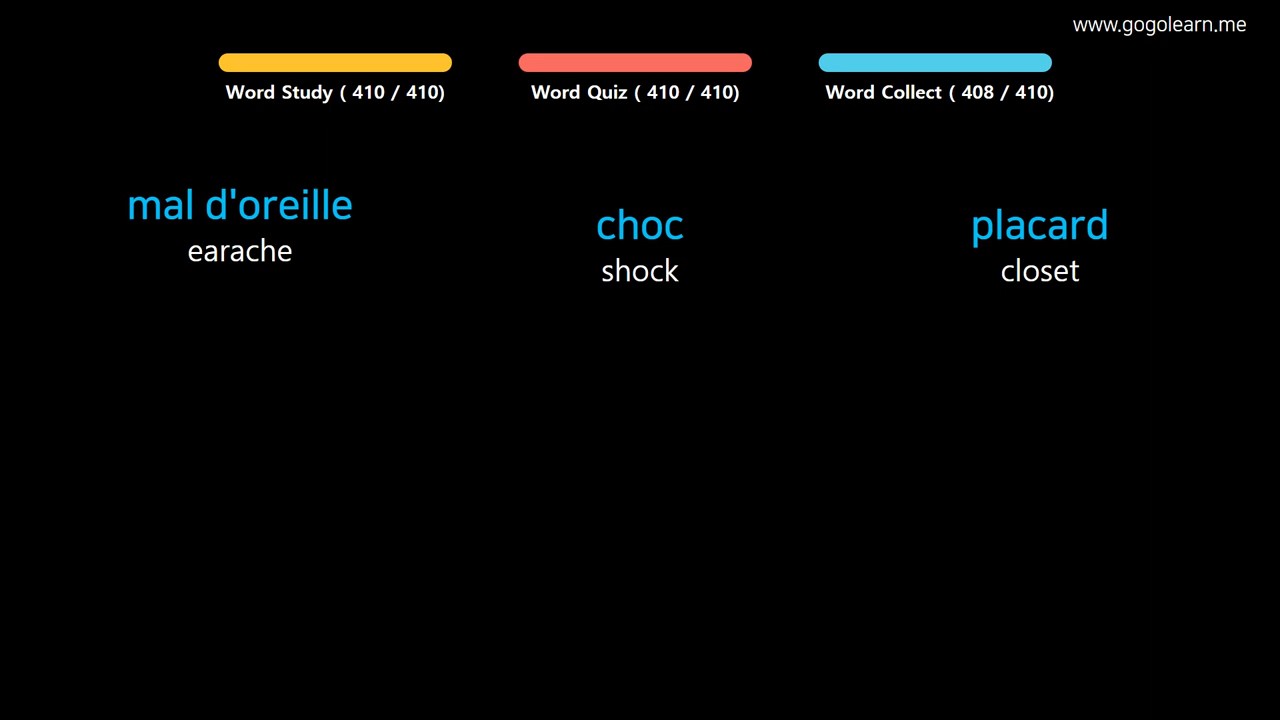 www.gogolearn.me
Word Study ( 410 / 410)
Word Quiz ( 410 / 410)
Word Collect ( 408 / 410)
mal d'oreille
earache
choc
shock
placard
closet